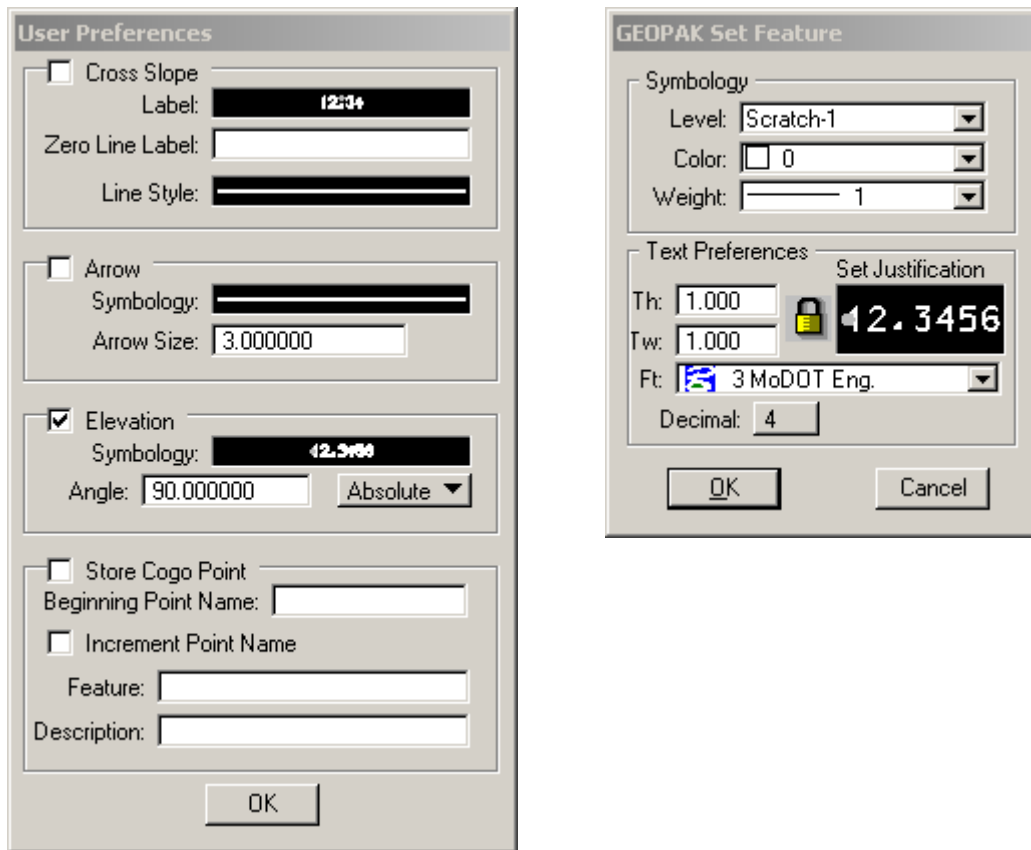 User Preferences
Cross Slope
Label: 1234
Zero Line Label:
Line Style:
Arrow
Symbology:
Arrow Size: 3.000000
Elevation
Symbology: 12.3456
Angle: 90.000000 Absolute
Store Cogo Point
Beginning Point Name:
Increment Point Name
Feature:
Description:
OK
GEOPAK Set Feature
Symbology
Level: Scratch-1
Color: 0
Weight: 1
Text Preferences
Set Justification
Th: 1.000
12.3456
Tw: 1.000
Ft: 3 MoDOT Eng.
Decimal: 4
OK Cancel